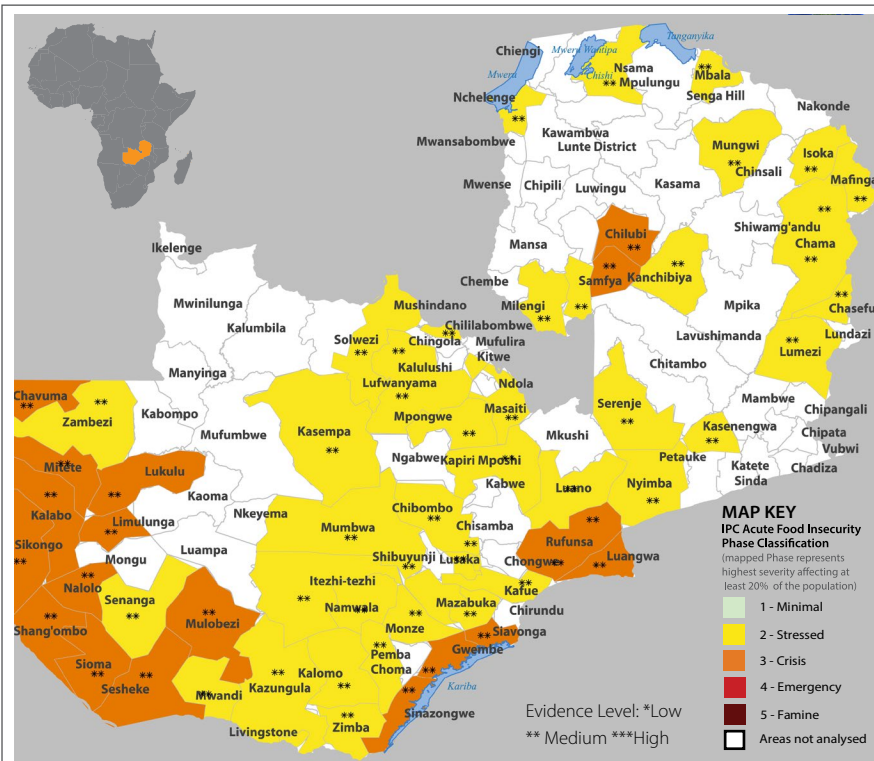 Tanganyika
Chiengi
Mweru Wantipa
Nsama
Mweru
Chishi
Mpulungu
Mbala
**
**
Senga Hill
Nchelenge
Nakonde
**
Kawambwa
Mwansabombwe
Lunte District
Mungwi
Isoka
**
Chinsali
**
Mafinga
Mwense
Chipili
Luwingu
Kasama
**
**
Shiwamg'andu
Chilubi
Chama
Mansa
**
Ikelenge
**
**
**
Chembe
Samfya
Kanchibiya
Mwinilunga
Mushindano
Milengi
**
Mpika
**
Chasefu
Kalumbila
Chililabombwe
**
**
Lavushimanda
Lundazi
Solwezi
Chingola
Mufulira
**
**
**
Kitwe
Lumezi
Manyinga
Kalulushi
Chitambo
Lufwanyama
Ndola
Chavuma
**
**
**
Mambwe
Zambezi
Kabompo
Mpongwe
Masaiti
Serenje
Chipangali
**
**
Kasenengwa
Mufumbwe
Kasempa
**
Mkushi
**
Chipata
**
Vubwi
Mitete
**
Lukulu
Ngabwe
Kapiri Mposhi
**
Petauke
Katete
Chadiza
**
**
Kaoma
Kabwe
Luano
**
Nyimba
Sinda
**
Kalabo
Limulunga
Nkeyema
Chibombo
**
**
Mumbwa
Chisamba
**
Sikongo
**
Mongu
Luampa
Shibuyunji
**
Lusaka
**
Chongwe
**
Rufunsa
Luangwa
**
**
Nalolo
**
Itezhi-tezhi
**
Kafue
Senanga
**
**
Namwala
**
Mazabuka
**
Chirundu
Shang'ombo
**
Mulobezi
**
Monze
**
Siavonga
**
Pemba
**
Gwembe
Sioma
**
Choma
**
Sesheke
**
Mwandi
**
Kazungula
**
Kalomo
**
Kariba
**
Sinazongwe
Livingstone
Zimba
**
MAP KEY
IPC Acute Food Insecurity
Phase Classification
(mapped Phase represents
highest severity affecting at
least 20% of the population)
1 - Minimal
2 - Stressed
3 - Crisis
4 - Emergency
5 - Famine
Areas not analysed
Evidence Level: *Low
** Medium ***High